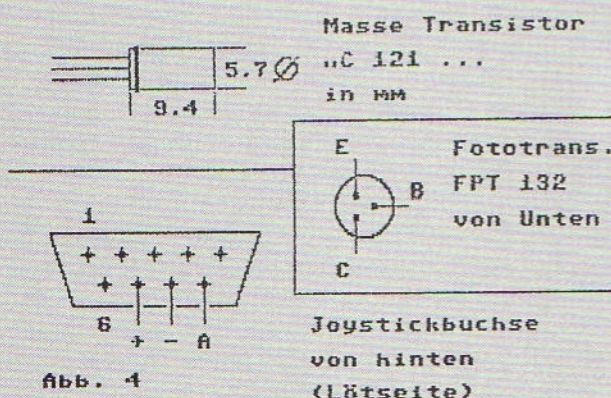 Masse Transistor
„C 121 ...
in mm
5.7 Ø
9.4
E
B
C
Fototrans.
FPT 132
von Unten
1
6
+ - A
Joystickbuchse
von hinten
(Lötseite)
Abb. 4